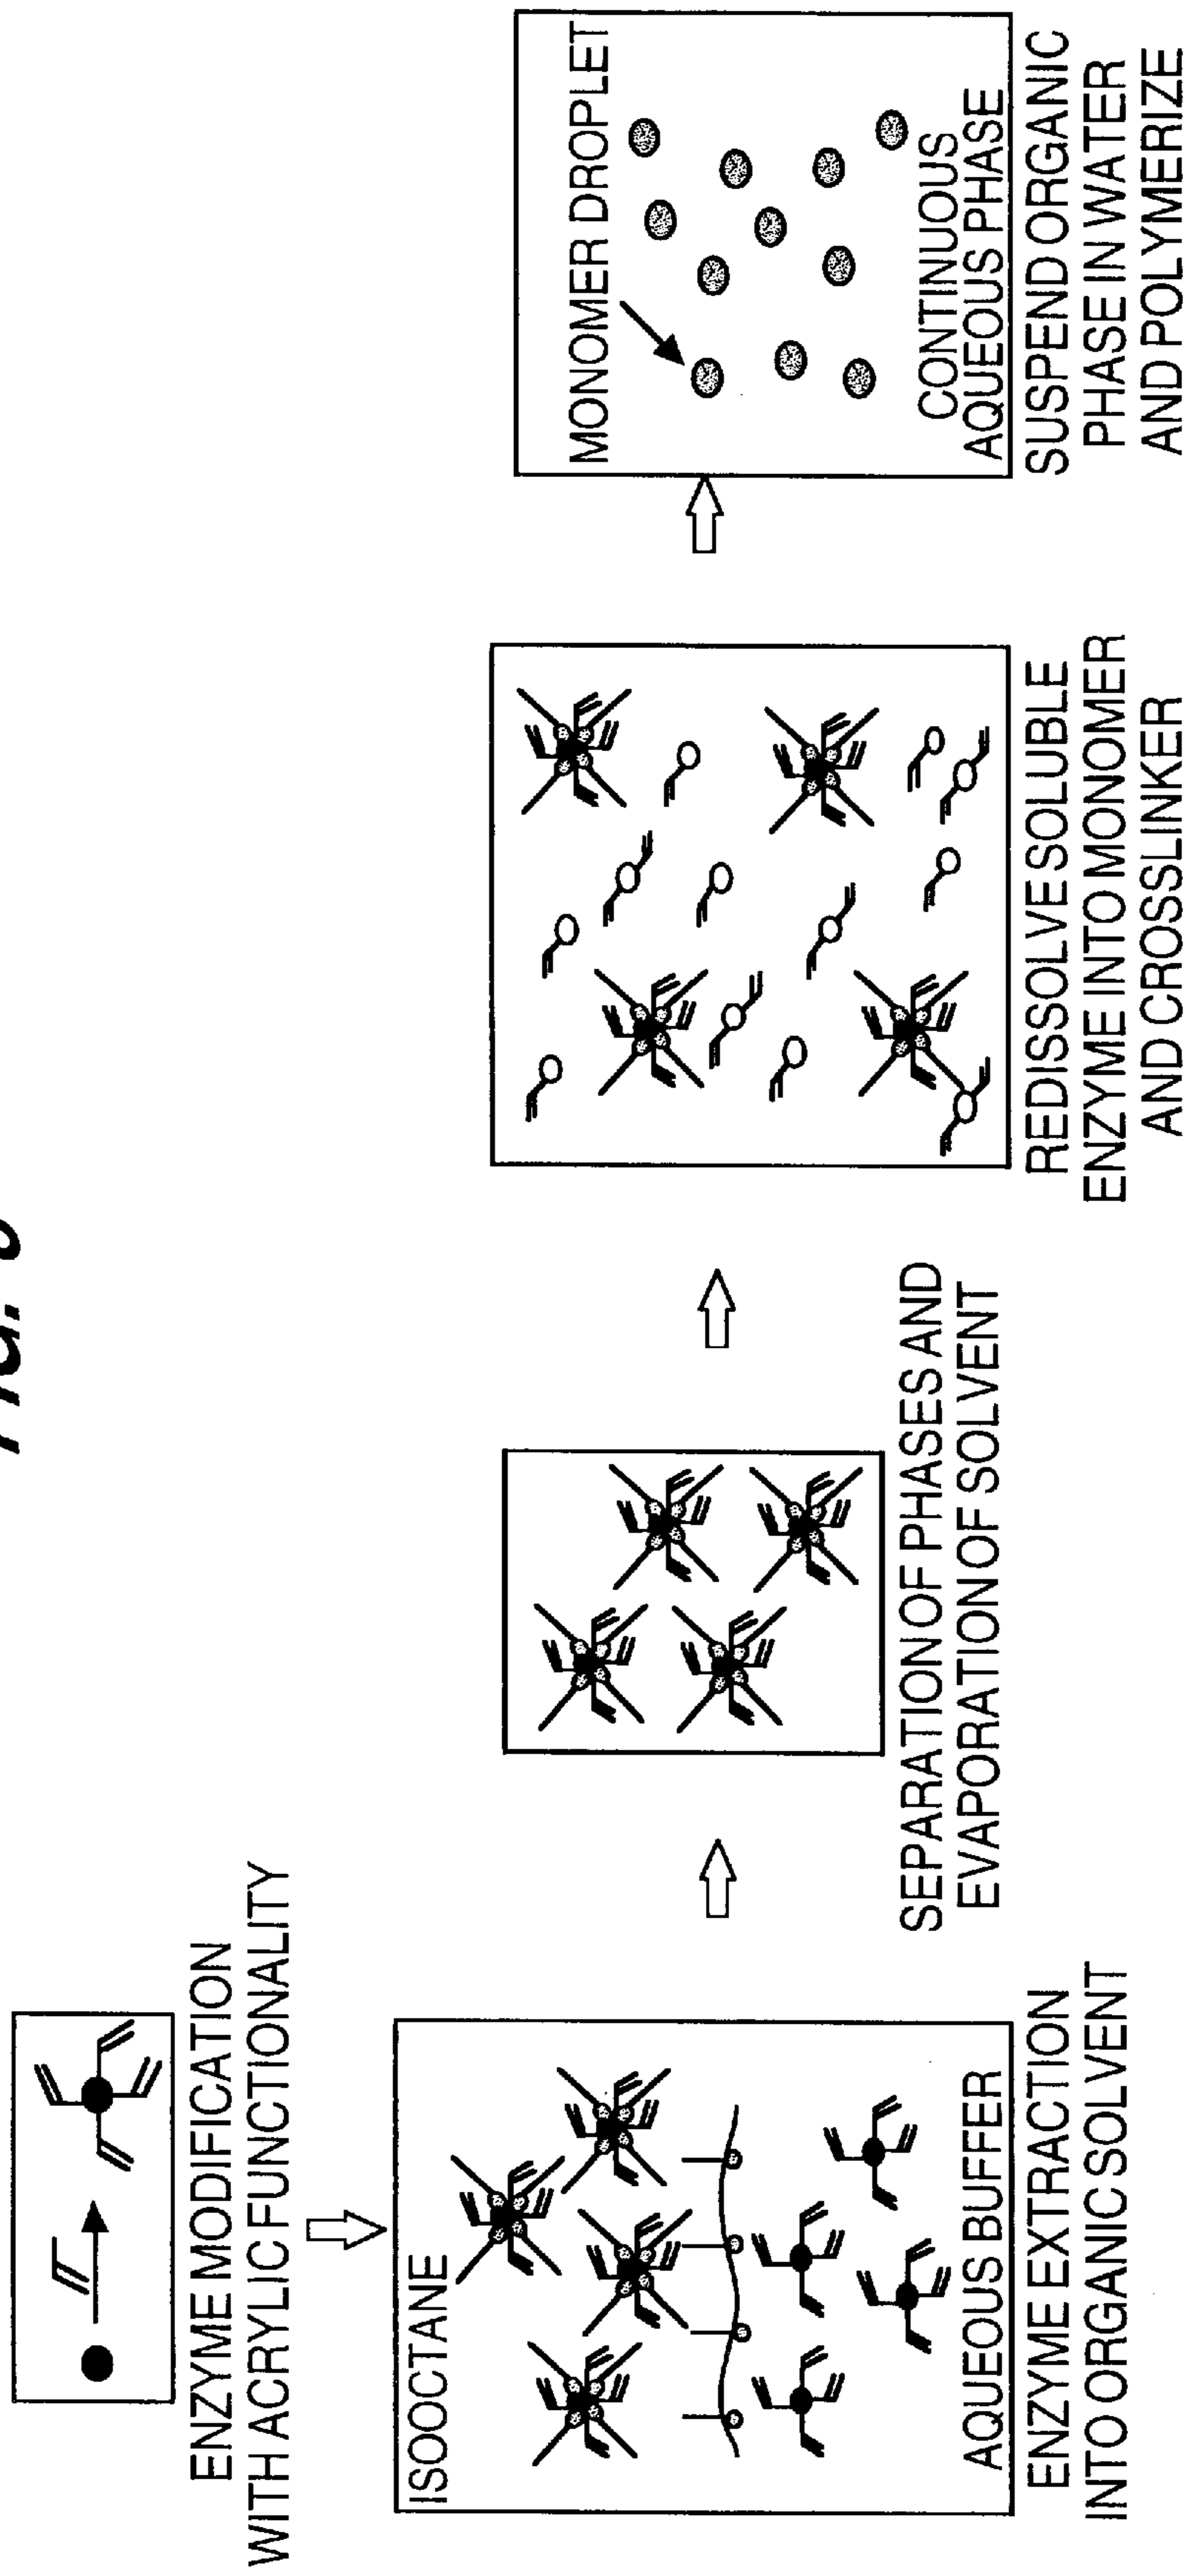 ENZYME MODIFICATION
WITH ACRYLIC FUNCTIONALITY
ISOOCTANE
AQUEOUS BUFFER
ENZYME EXTRACTION
INTO ORGANIC SOLVENT
SEPARATION OF PHASES AND
EVAPORATION OF SOLVENT
REDISSOLVE SOLUBLE
ENZYME INTO MONOMER
AND CROSSLINKER
MONOMER DROPLET
CONTINUOUS
AQUEOUS PHASE
SUSPEND ORGANIC
PHASE IN WATER
AND POLYMERIZE